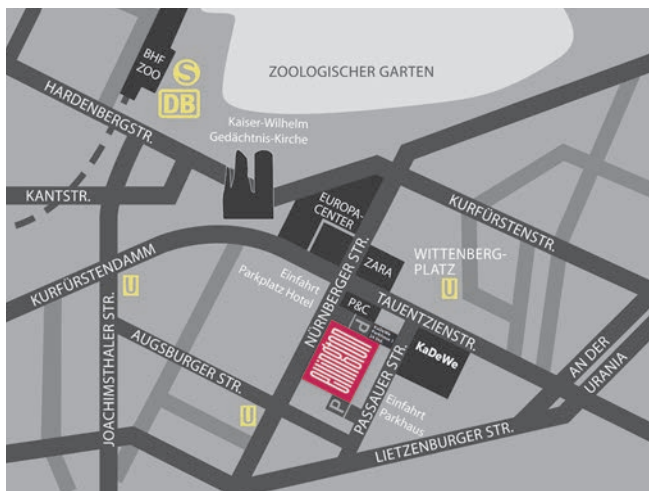 BHF
ZOO
S
DB
ZOOLOGISCHER GARTEN
HARDENBERGSTR.
Kaiser-Wilhelm
Gedächtnis-Kirche
KANTSTR.
EUROPA-
CENTER
KURFÜRSTENSTR.
KURFÜRSTENDAMM
U
Einfahrt
Parkplatz Hotel
NÜRNBERGER STR.
ZARA
WITTENBERG-
PLATZ
U
TAUENTZIENSTR.
P&C
P
JOACHIMSTHALER STR.
AUGSBURGER STR.
ellington
PASSAUER STR.
KaDeWe
AN DER
URANIA
U
P
Einfahrt
Parkhaus
LIETZENBURGER STR.